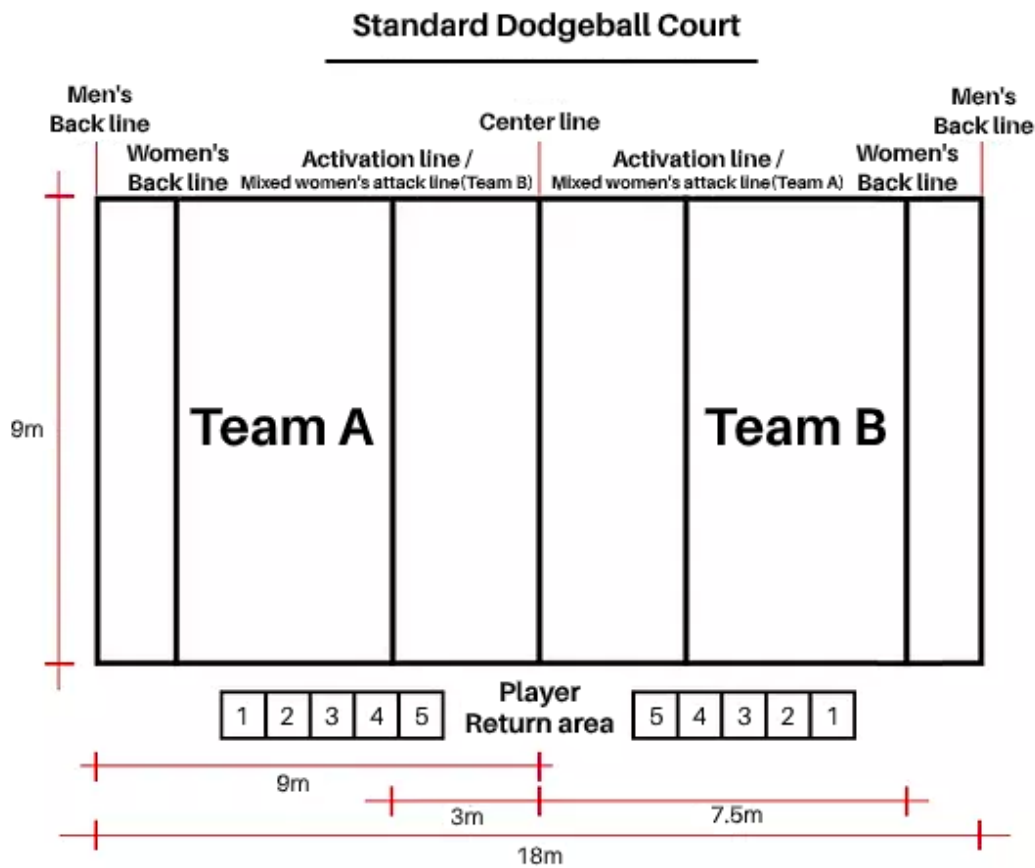 Standard Dodgeball Court
Men's
Back line
Women's
Back line
Activation line /
Mixed women's attack line(Team B)
Center line
Activation line /
Mixed women's attack line(Team A)
Women's
Back line
Men's
Back line
9m
Team A
Team B
1 2 3 4 5
Player
Return area
5 4 3 2 1
9m
3m
7.5m
18m